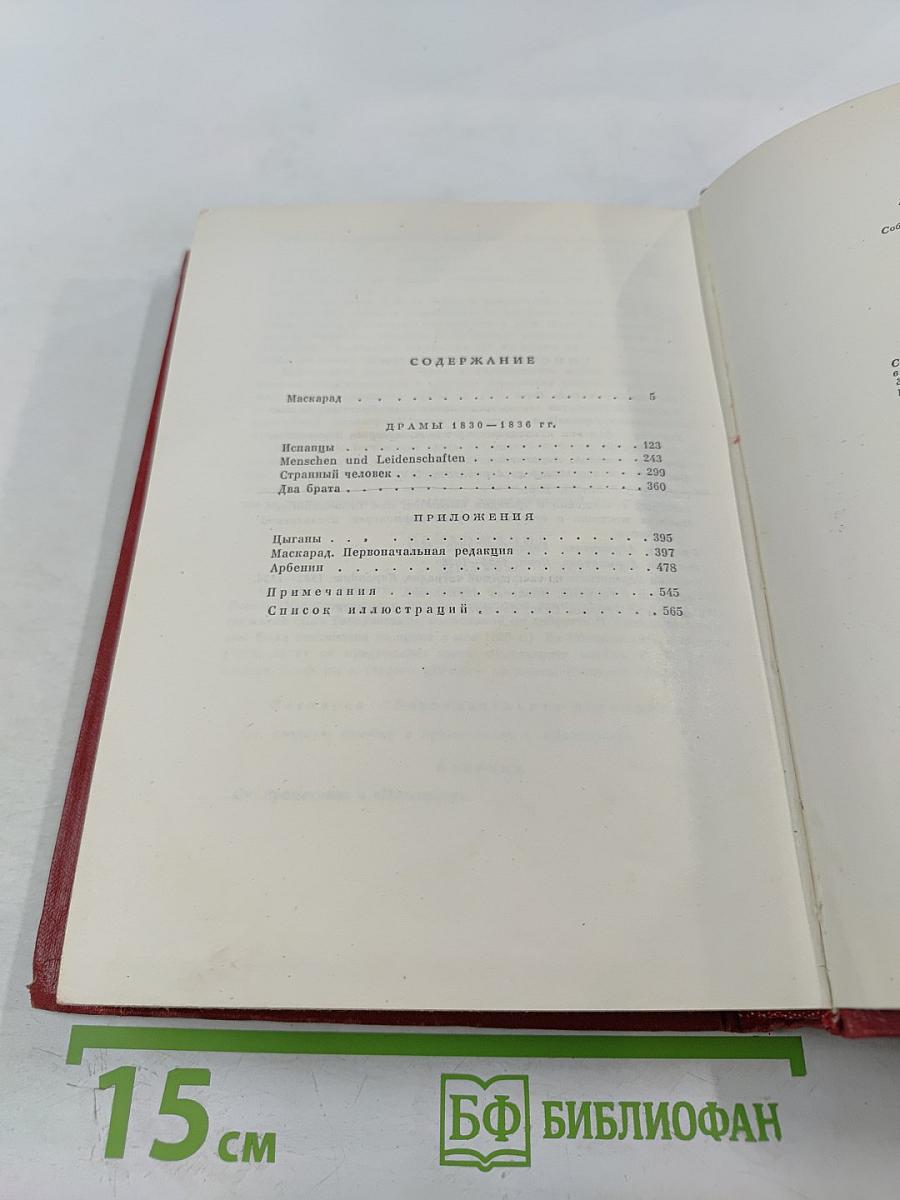 СОДЕРЖАНИЕ
Маскарад . . . . . . . . . . . . . . . . . . 5
ДРАМЫ 1830—1836 гг.
Испанцы . . . . . . . . . . . . . . . . . . 123
Menschen und Leidenschaften . . . . . . . . . . . 243
Странный человек . . . . . . . . . . . . . . . 299
Два брата . . . . . . . . . . . . . . . . . . 360
ПРИЛОЖЕНИЯ
Цыганы . . . . . . . . . . . . . . . . . . 395
Маскарад. Первоначальная редакция . . . . . . . . 397
Арбенин . . . . . . . . . . . . . . . . . . 478
Примечания . . . . . . . . . . . . . . . . 545
Список иллюстраций . . . . . . . . . . . . 565
Соб
15 см
БФ БИБЛИОФАН